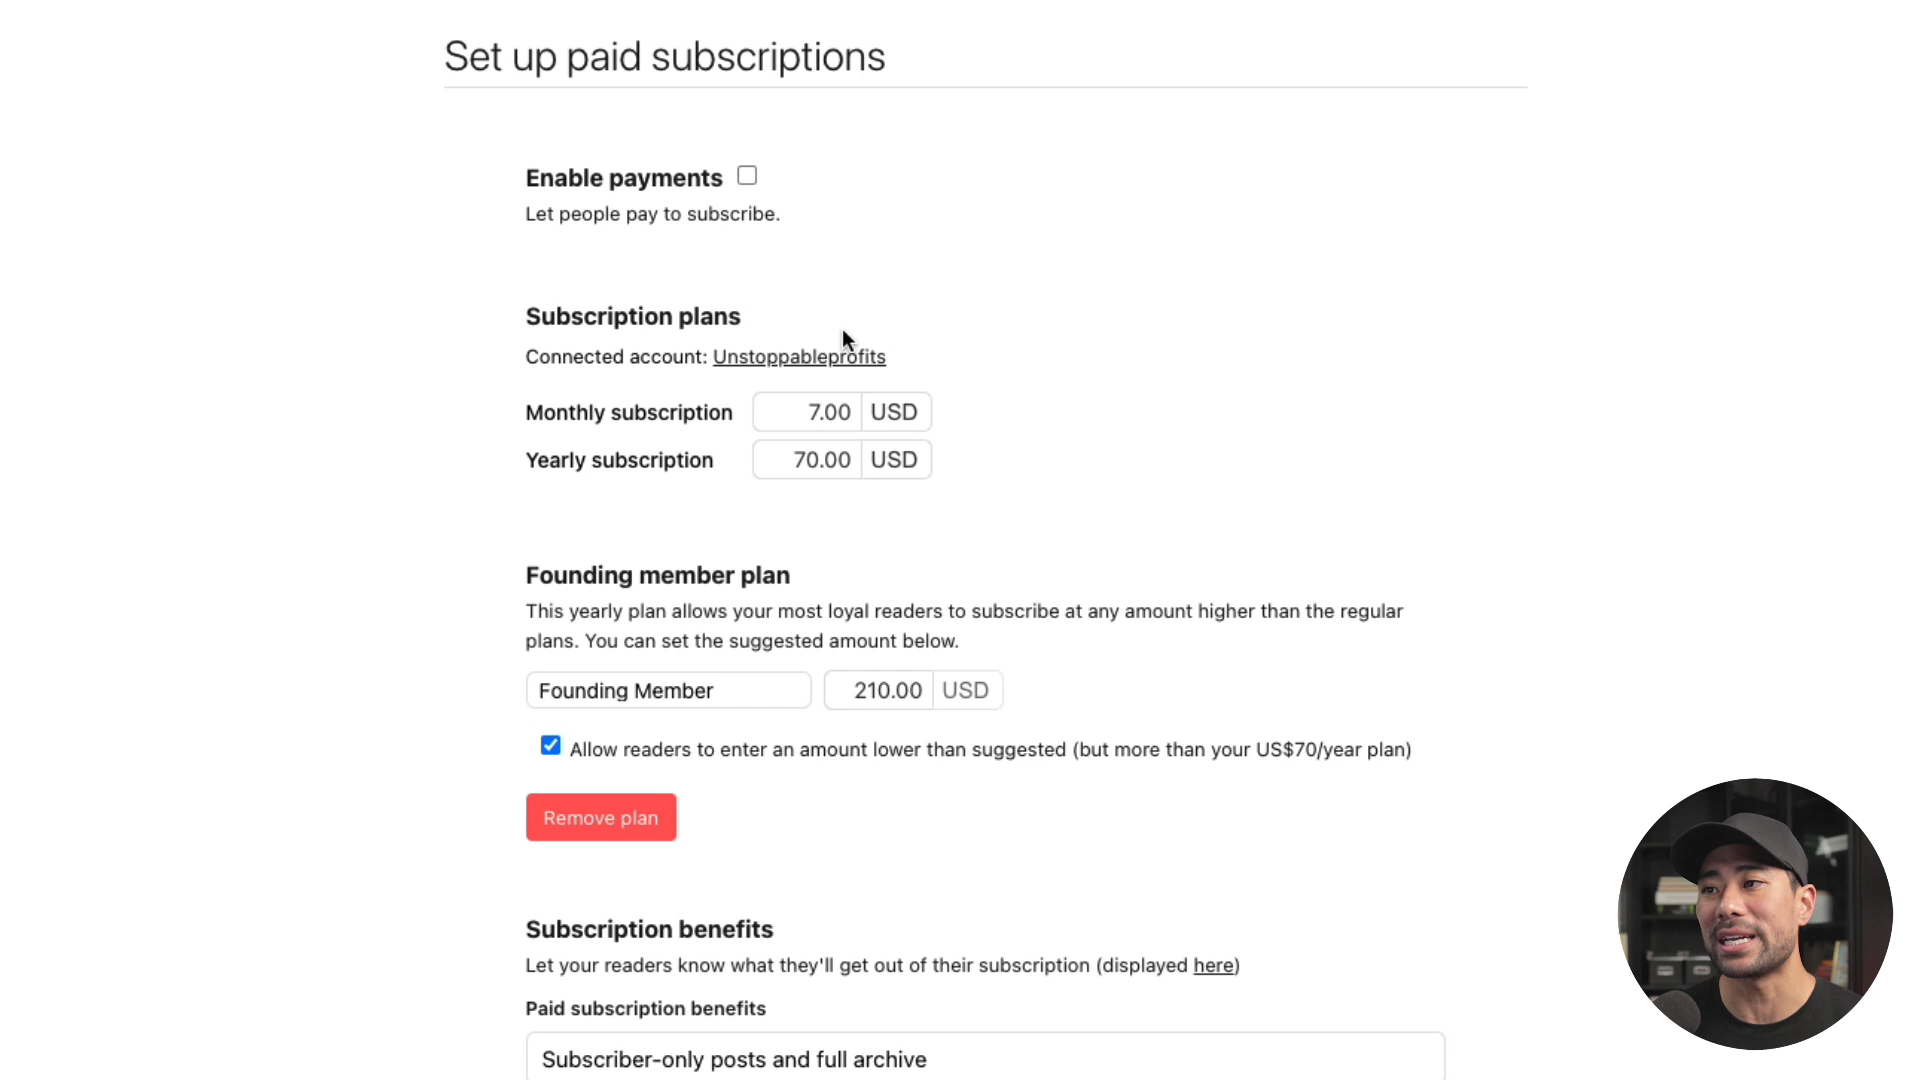 Set up paid subscriptions
Enable payments
Let people pay to subscribe.
Subscription plans
Connected account: Unstoppableprofits
Monthly subscription 7.00 USD
Yearly subscription 70.00 USD
Founding member plan
This yearly plan allows your most loyal readers to subscribe at any amount higher than the regular
plans. You can set the suggested amount below.
Founding Member 210.00 USD
Allow readers to enter an amount lower than suggested (but more than your US$70/year plan)
Remove plan
Subscription benefits
Let your readers know what they'll get out of their subscription (displayed here)
Paid subscription benefits
Subscriber-only posts and full archive